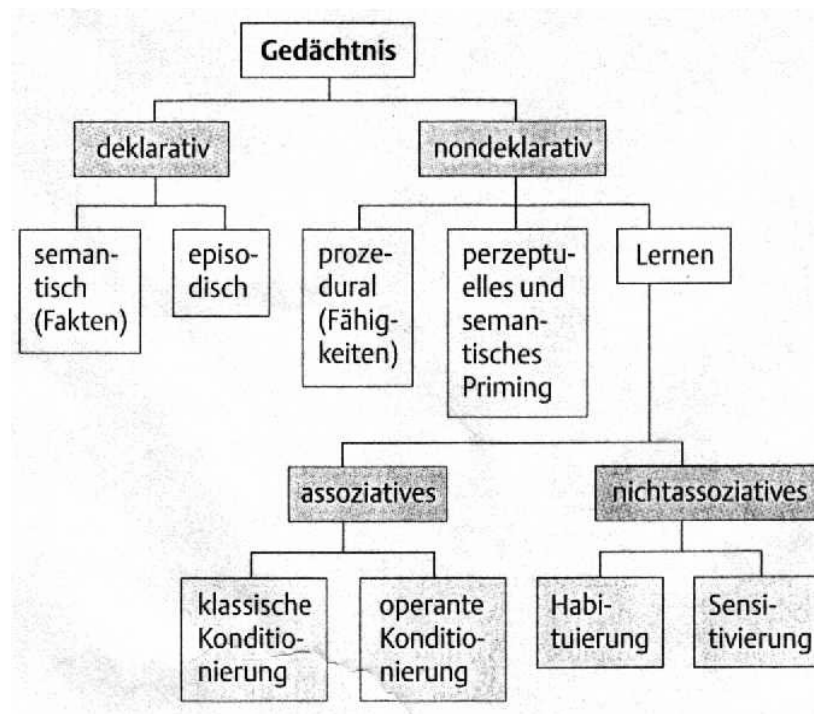 Gedächtnis
deklarativ
nondeklarativ
seman-
tisch
(Fakten)
episo-
disch
proze-
dural
(Fähig-
keiten)
perzeptu-
elles und
seman-
tisches
Priming
Lernen
assoziatives
nichtassoziatives
klassische
Konditio-
nierung
operante
Konditio-
nierung
Habi-
tuierung
Sensi-
tivierung